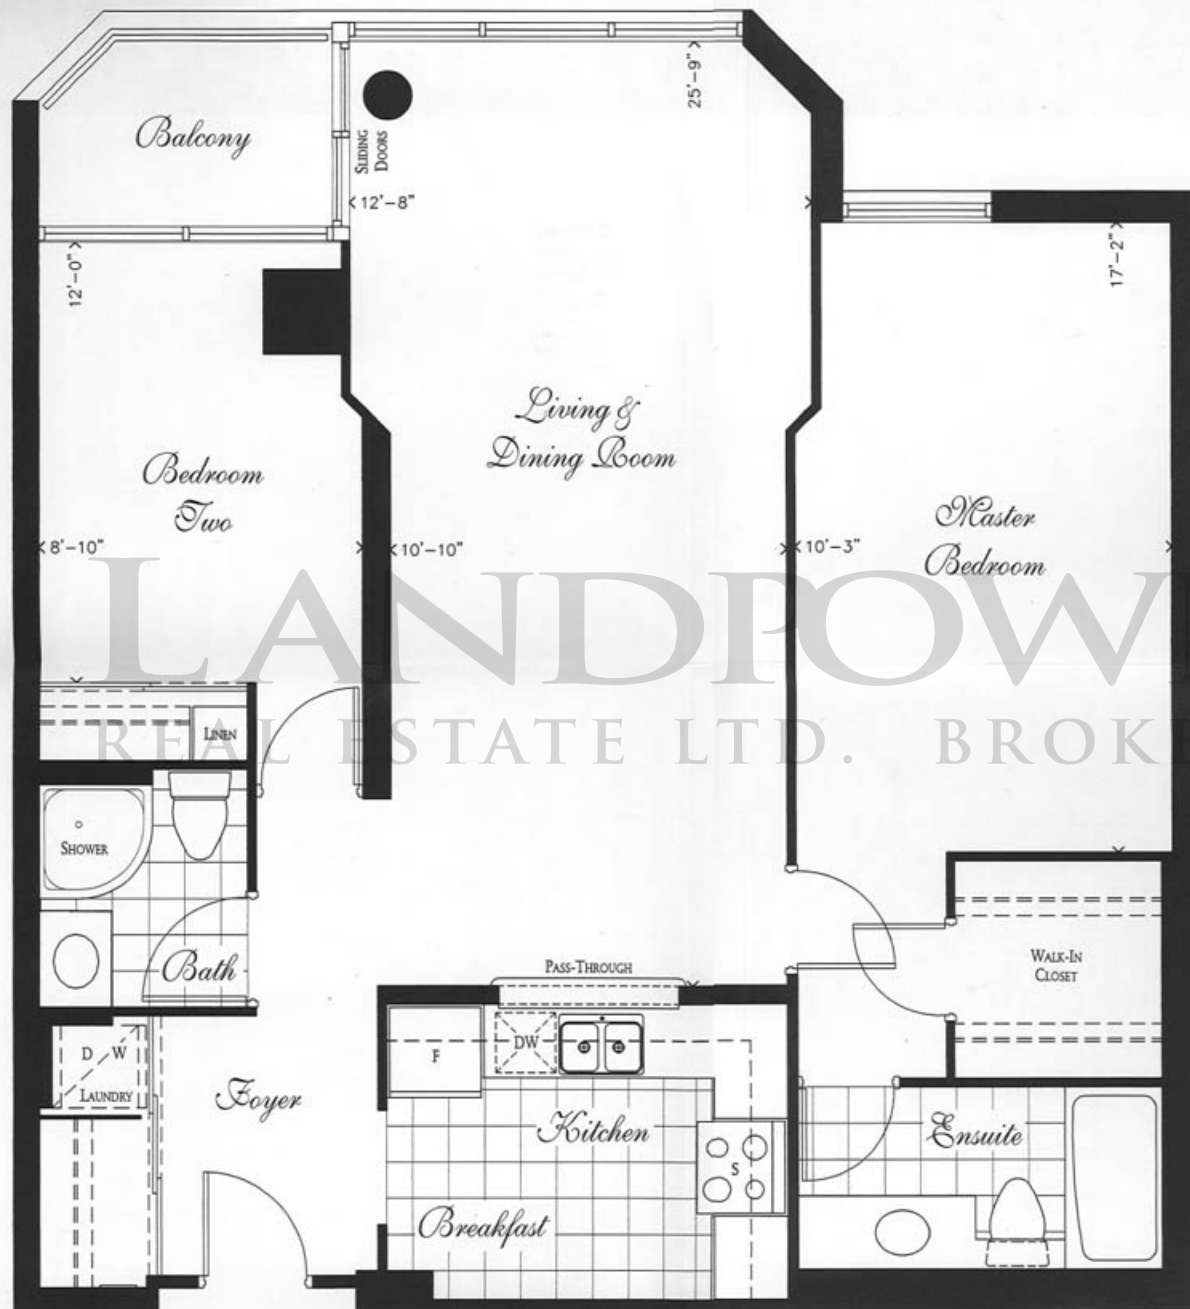 25'-9"
Balcony
SLIDING
DOORS
12'-8"
12'-0"
17'-2"
Living &
Dining Room
Bedroom
Two
Master
Bedroom
8'-10"
10'-10"
10'-3"
LANDPOW
REAL ESTATE LTD. BROKE
LINEN
SHOWER
Bath
PASS-THROUGH
WALK-IN
CLOSET
D W
LAUNDRY
F
DW
Foyer
Kitchen
Ensuite
S
Breakfast